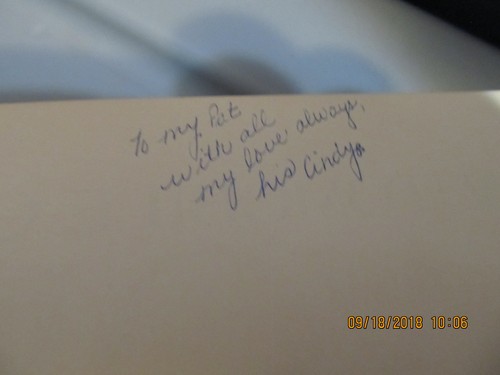 to my Pat
with all
my love always,
his Cindy
09/18/2018 10:06